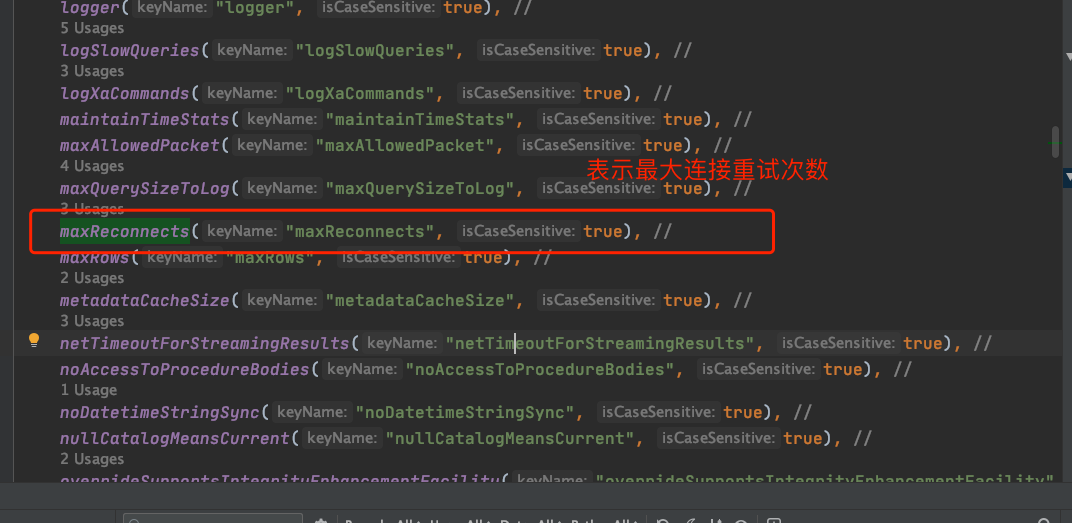 logger( keyName: "logger", isCaseSensitive: true), //
5 Usages
logSlowQueries( keyName: "logSlowQueries", isCaseSensitive: true), //
3 Usages
logXaCommands( keyName: "logXaCommands", isCaseSensitive: true), //
maintainTimeStats( keyName: "maintainTimeStats", isCaseSensitive: true), //
maxAllowedPacket( keyName: "maxAllowedPacket", isCaseSensitive: true), //
4 Usages
表示最大连接重试次数
maxQuerySizeToLog( keyName: "maxQuerySizeToLog", isCaseSensitive: true), //
3 Usages
maxReconnects( keyName: "maxReconnects", isCaseSensitive: true), //
maxRows( keyName: "maxRows", isCaseSensitive: true), //
2 Usages
metadataCacheSize( keyName: "metadataCacheSize", isCaseSensitive: true), //
3 Usages
netTimeoutForStreamingResults( keyName: "netTimeoutForStreamingResults", isCaseSensitive: true), //
noAccessToProcedureBodies( keyName: "noAccessToProcedureBodies", isCaseSensitive: true), //
1 Usage
noDatetimeStringSync( keyName: "noDatetimeStringSync", isCaseSensitive: true), //
nullCatalogMeansCurrent( keyName: "nullCatalogMeansCurrent", isCaseSensitive: true), //
2 Usages
overrideSupportsIntegrityEnhancementFacility( keyName: "overrideSupportsIntegrityEnhancementFacility"